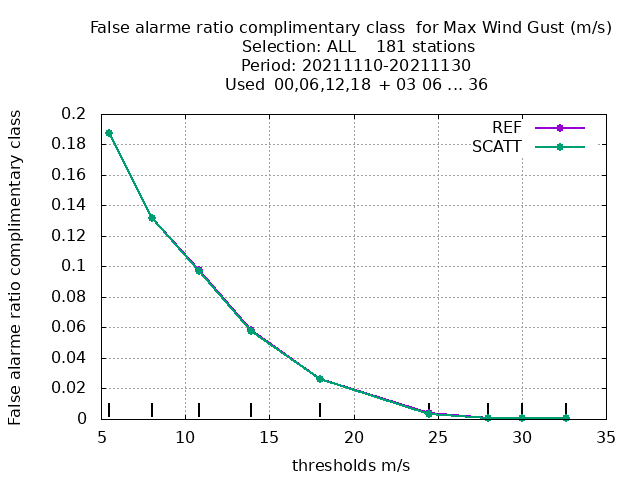 False alarme ratio complimentary class  for Max Wind Gust (m/s)
Selection: ALL    181 stations
Period: 20211110-20211130
Used  00,06,12,18  + 03 06 ... 36
False alarme ratio complimentary class
0.2
0.18
0.16
0.14
0.12
0.1
0.08
0.06
0.04
0.02
0
REF
SCATT
5 10 15 20 25 30 35
thresholds m/s